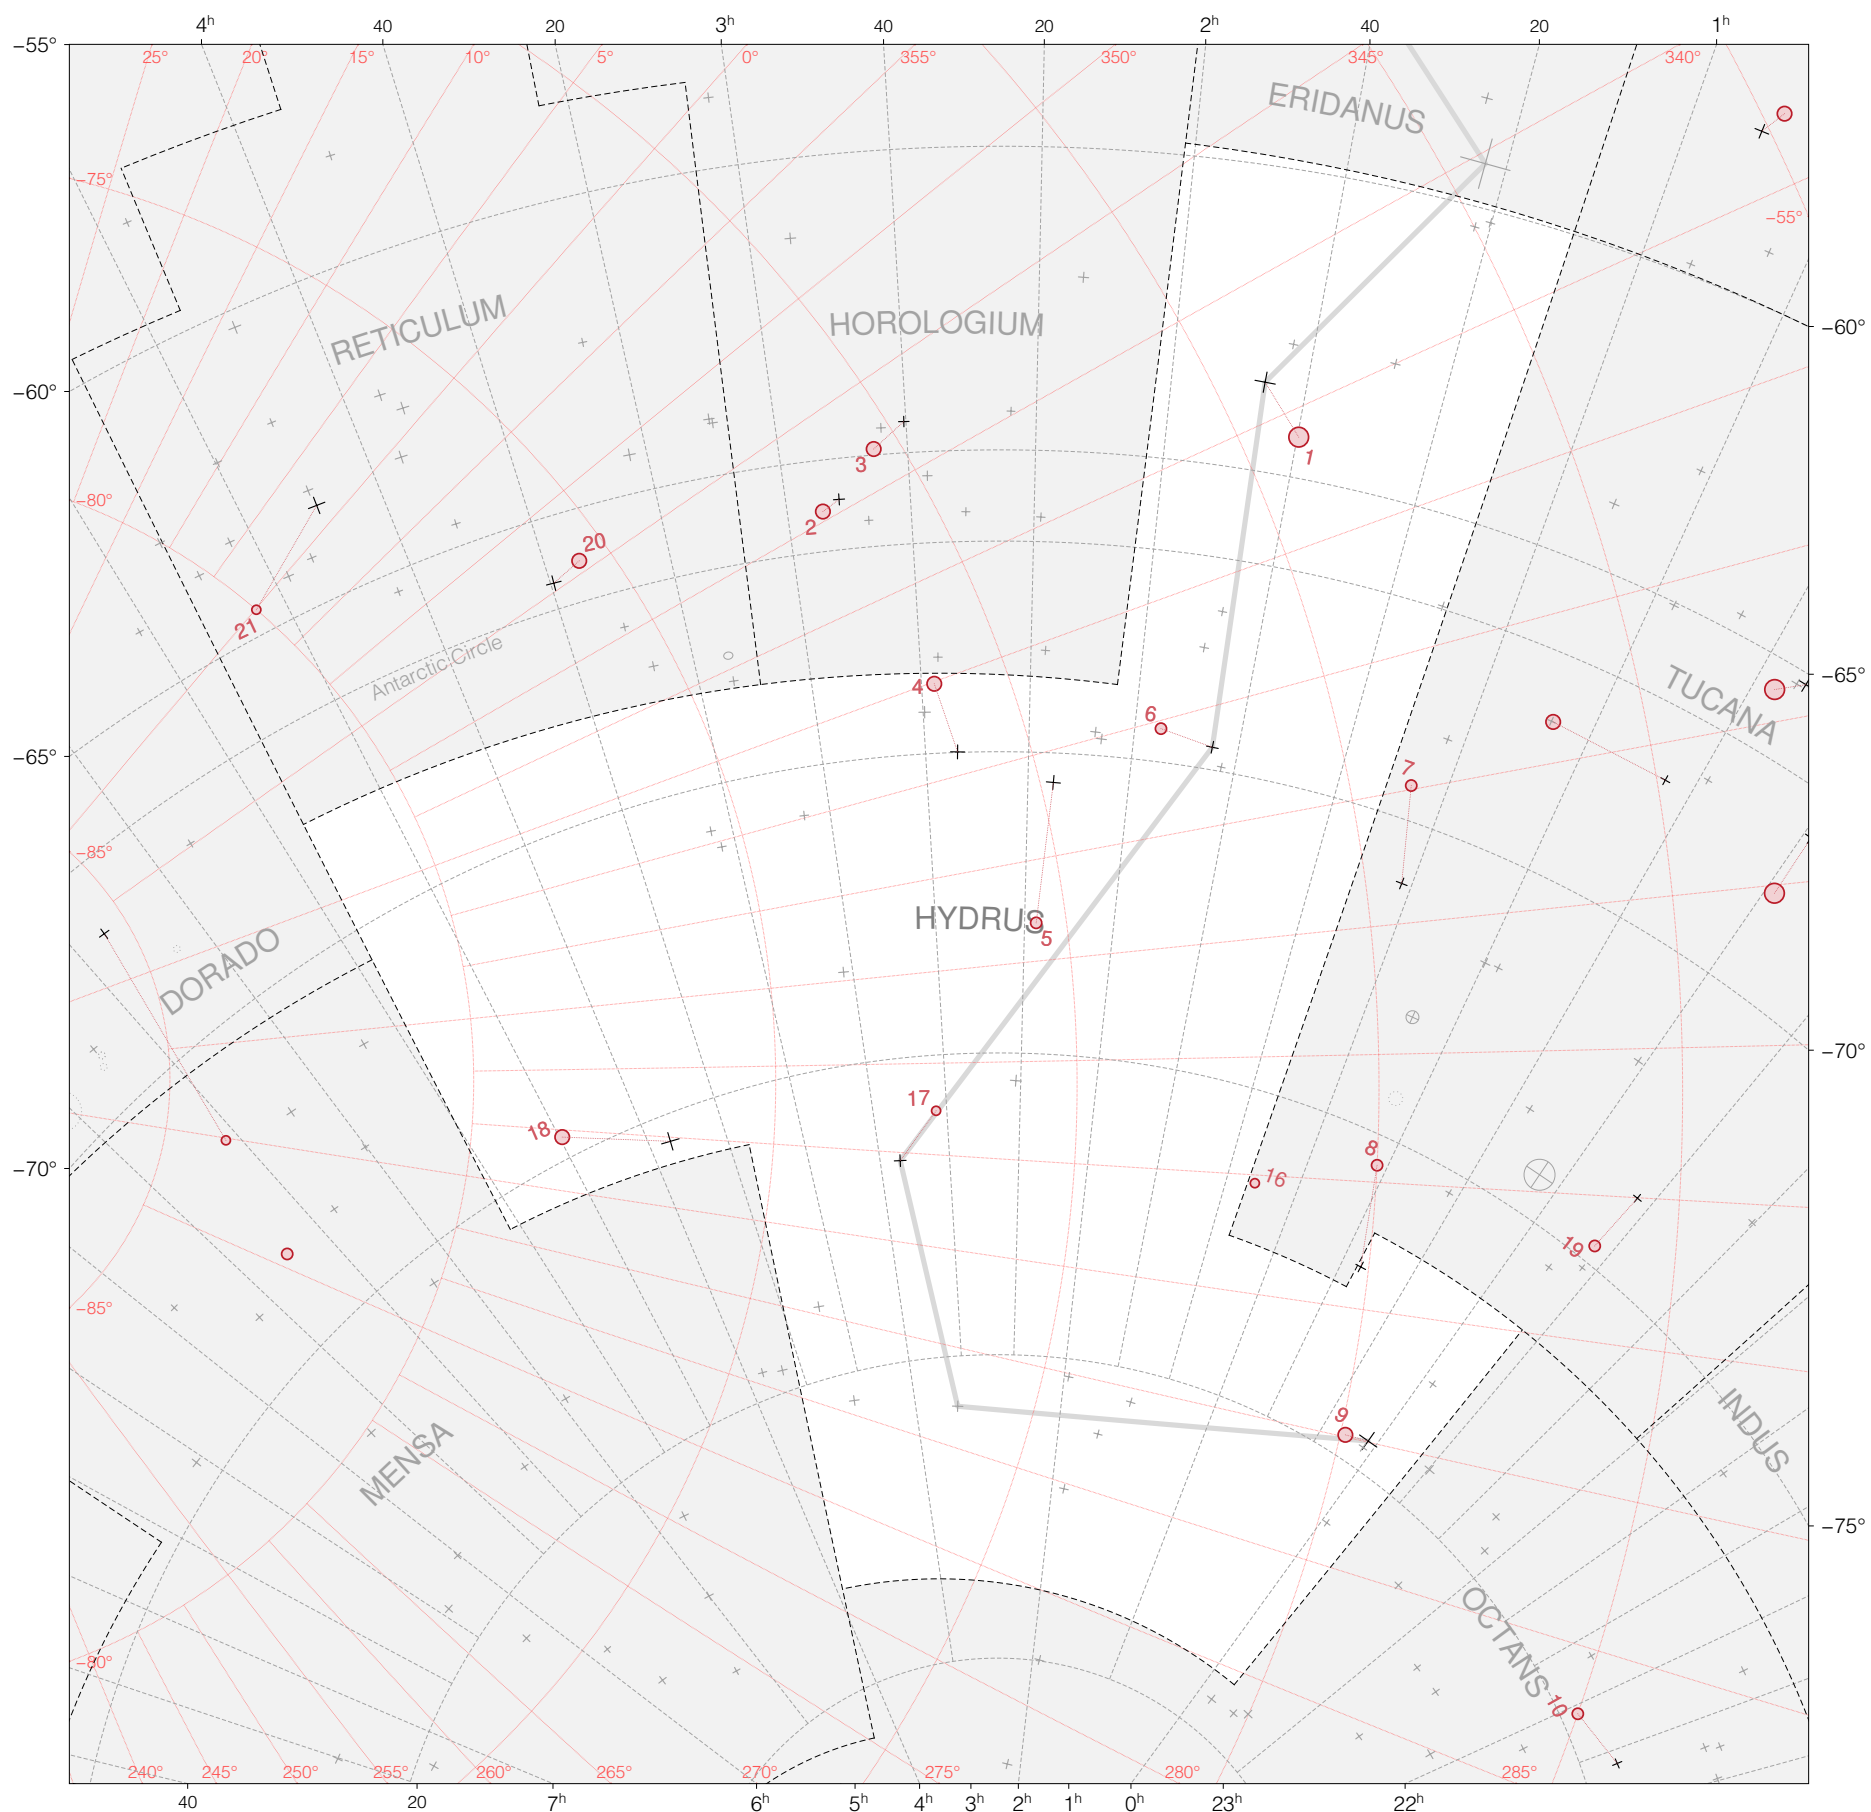 4h 40 3h 20 40 20 2h 40 20 1h
−55°
25° 20° 15° 10° 5° 0° 355° 350° 345° 340°
ERIDANUS
−75°
−55°
RETICULUM
HOROLOGIUM
−60°
−60°
1
3
−80°
2
20
21
Antarctic Circle
TUCANA
−65°
4
6
−65°
7
−85°
HYDRUS
5
DORADO
−70°
17
18
8
−70°
16
19
−85°
9
INDUS
MENSA
−75°
OCTANS
−80°
10
240° 245° 250° 255° 260° 265° 270° 275° 280° 285°
40 20 7h 6h 5h 4h 3h 2h 1h 0h 23h 22h